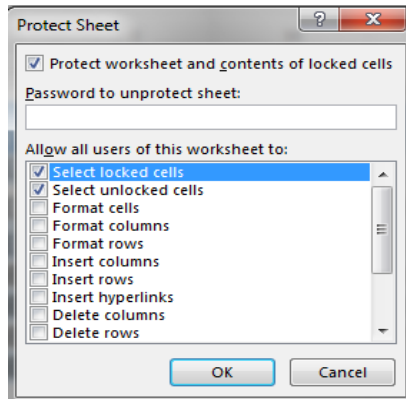 Protect Sheet
Protect worksheet and contents of locked cells
Password to unprotect sheet:
Allow all users of this worksheet to:
Select locked cells
Select unlocked cells
Format cells
Format columns
Format rows
Insert columns
Insert rows
Insert hyperlinks
Delete columns
Delete rows
OK Cancel